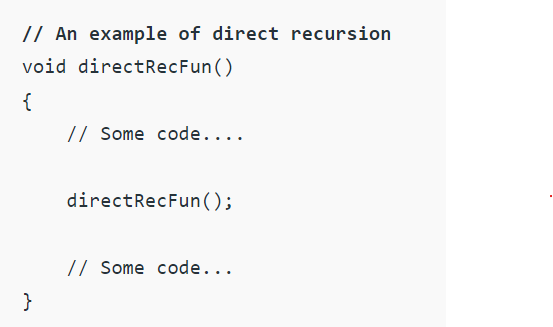 // An example of direct recursion
void directRecFun()
{
    // Some code....
    directRecFun();
    // Some code...
}